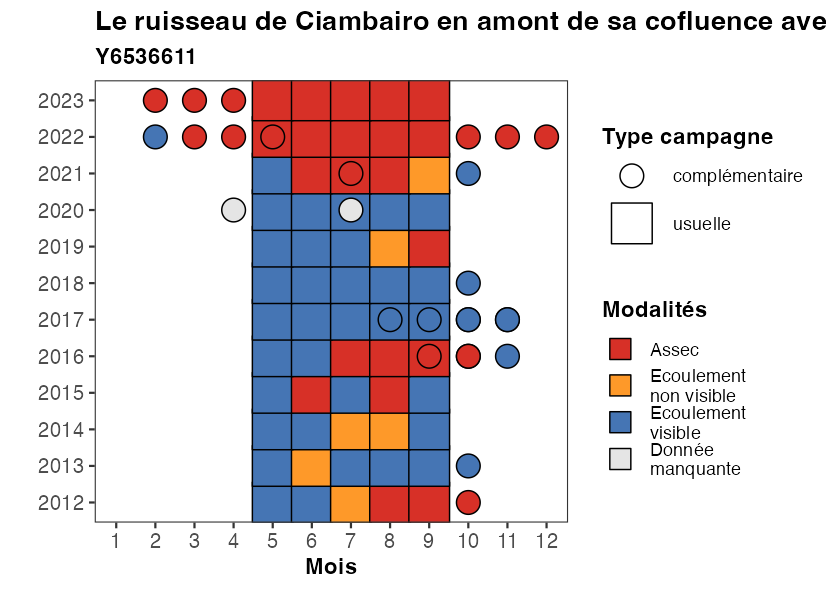 Le ruisseau de Ciambairo en amont de sa cofluence ave
Y6536611
2023
2022
2021
2020
2019
2018
2017
2016
2015
2014
2013
2012
1 2 3 4 5 6 7 8 9 10 11 12
Mois
Type campagne
complémentaire
usuelle
Modalités
Assec
Ecoulement
non visible
Ecoulement
visible
Donnée
manquante